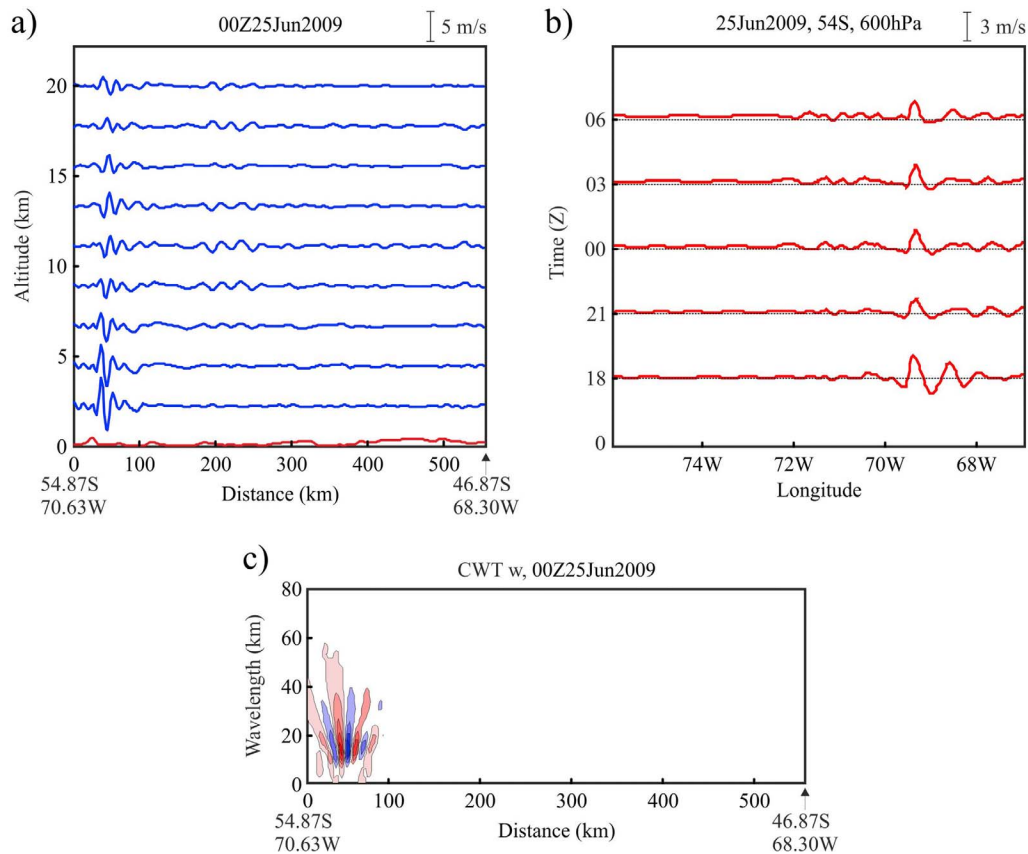 a)
00Z25Jun2009
5 m/s
Altitude (km)
20
15
10
5
0
0 100 200 300 400 500
54.87S Distance (km) 46.87S
70.63W 68.30W
b)
25Jun2009, 54S, 600hPa
3 m/s
Time (Z)
06
03
00
21
18
0
74W 72W 70W 68W
Longitude
c)
CWT w, 00Z25Jun2009
Wavelength (km)
80
60
40
20
0
0 100 200 300 400 500
54.87S Distance (km) 46.87S
70.63W 68.30W